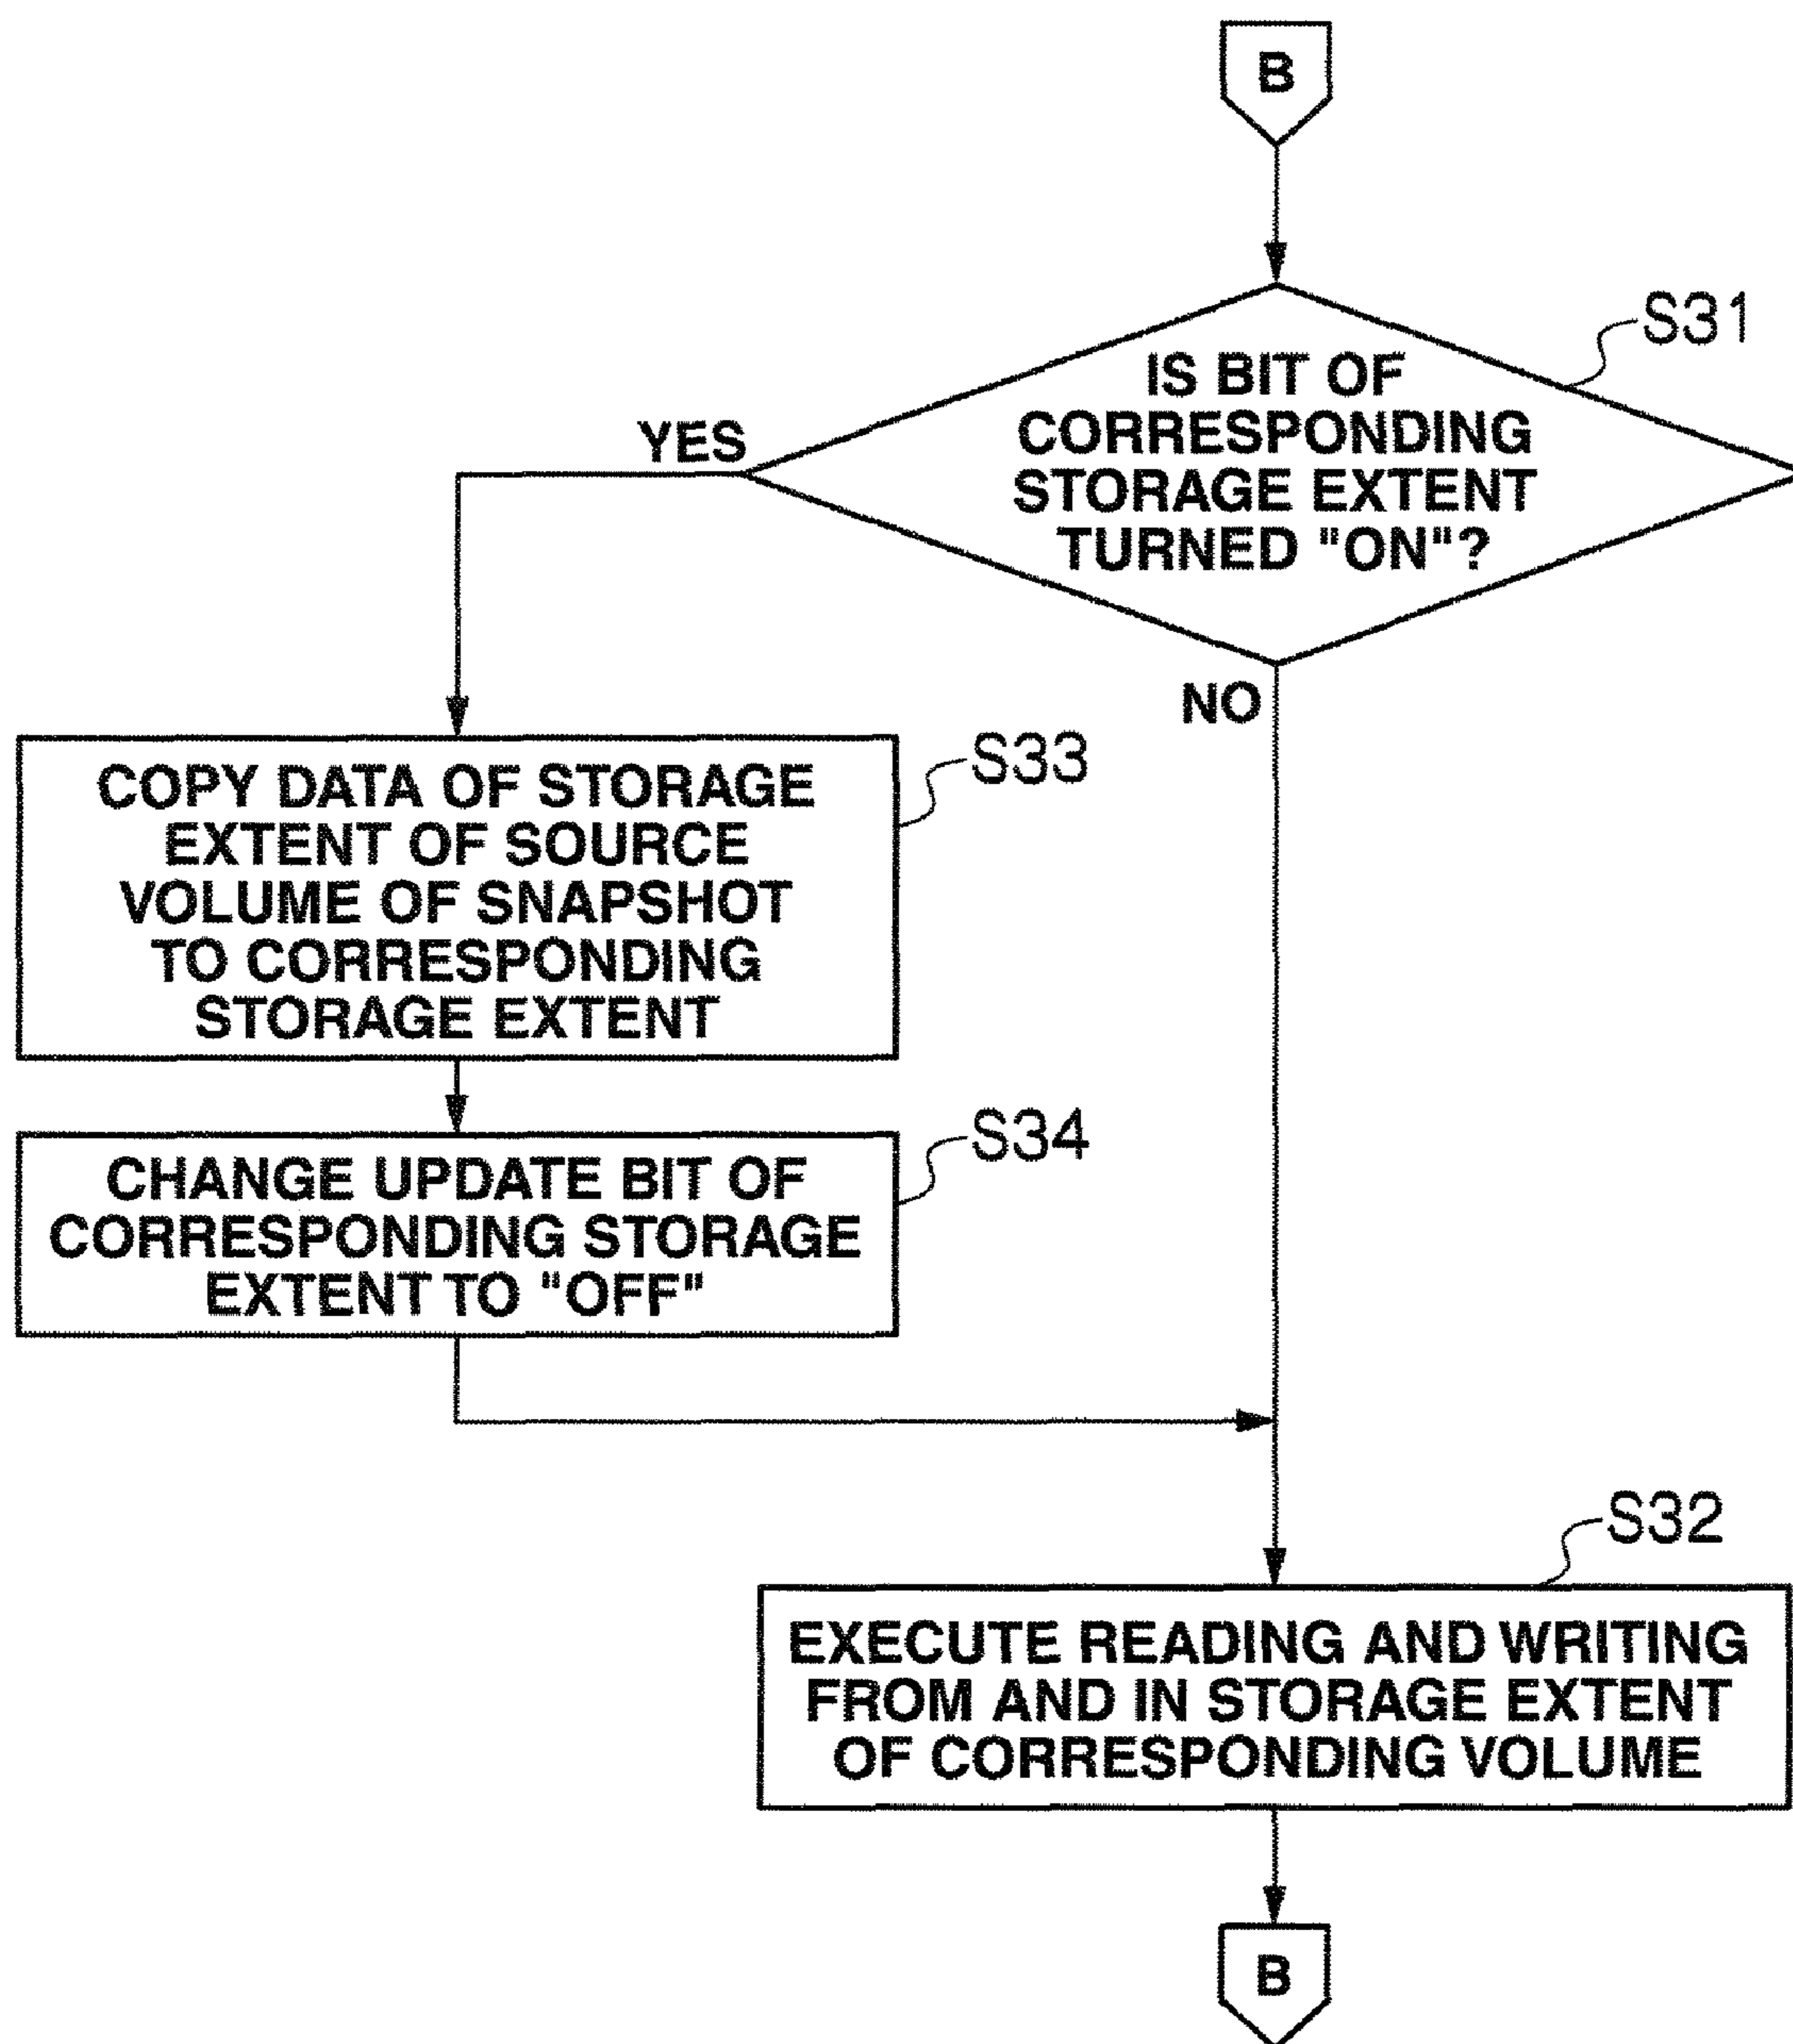 B
S31
IS BIT OF
CORRESPONDING
STORAGE EXTENT
TURNED "ON"?
YES
NO
S33
COPY DATA OF STORAGE
EXTENT OF SOURCE
VOLUME OF SNAPSHOT
TO CORRESPONDING
STORAGE EXTENT
S34
CHANGE UPDATE BIT OF
CORRESPONDING STORAGE
EXTENT TO "OFF"
S32
EXECUTE READING AND WRITING
FROM AND IN STORAGE EXTENT
OF CORRESPONDING VOLUME
B